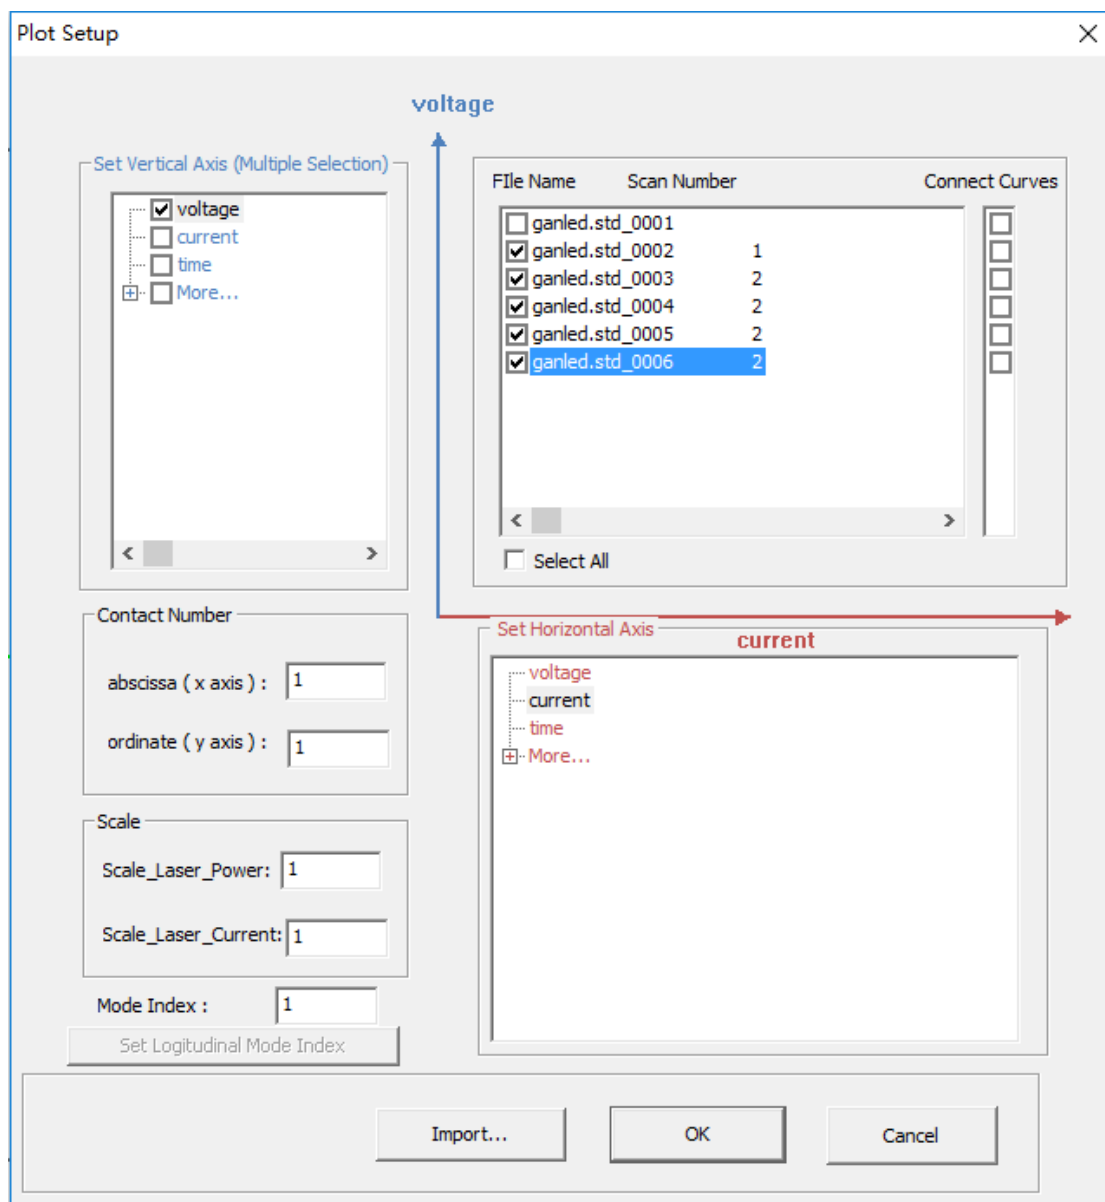 Plot Setup
voltage
Set Vertical Axis (Multiple Selection)
voltage
current
time
More...
FIle Name Scan Number Connect Curves
ganled.std_0001
ganled.std_0002 1
ganled.std_0003 2
ganled.std_0004 2
ganled.std_0005 2
ganled.std_0006 2
Select All
Contact Number
abscissa ( x axis ) : 1
ordinate ( y axis ) : 1
Scale
Scale_Laser_Power: 1
Scale_Laser_Current: 1
Mode Index : 1
Set Logitudinal Mode Index
Set Horizontal Axis
current
voltage
current
time
More...
Import...
OK
Cancel